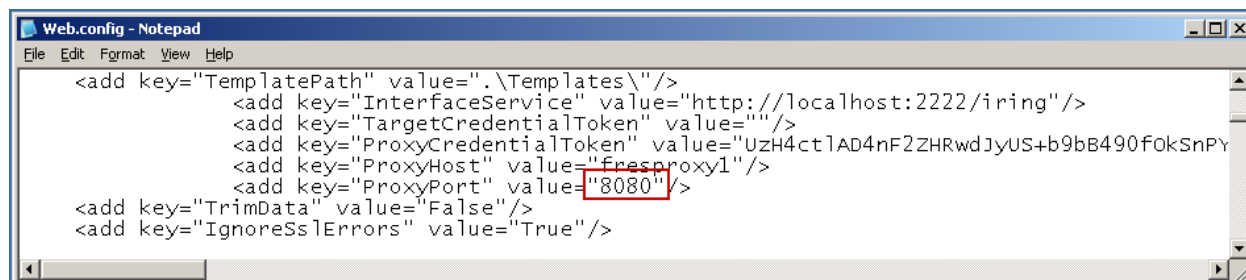 Web.config - Notepad
File Edit Format View Help
<add key="TemplatePath" value=".\Templates\"/>
<add key="InterfaceService" value="http://localhost:2222/iring"/>
<add key="TargetCredentialToken" value=""/>
<add key="ProxyCredentialToken" value="UzH4ctlAD4nF2ZHRwdJyUS+b9bB490fOkSnPY
<add key="ProxyHost" value="fresproxy1"/>
<add key="ProxyPort" value="8080"/>
<add key="TrimData" value="False"/>
<add key="IgnoreSslErrors" value="True"/>